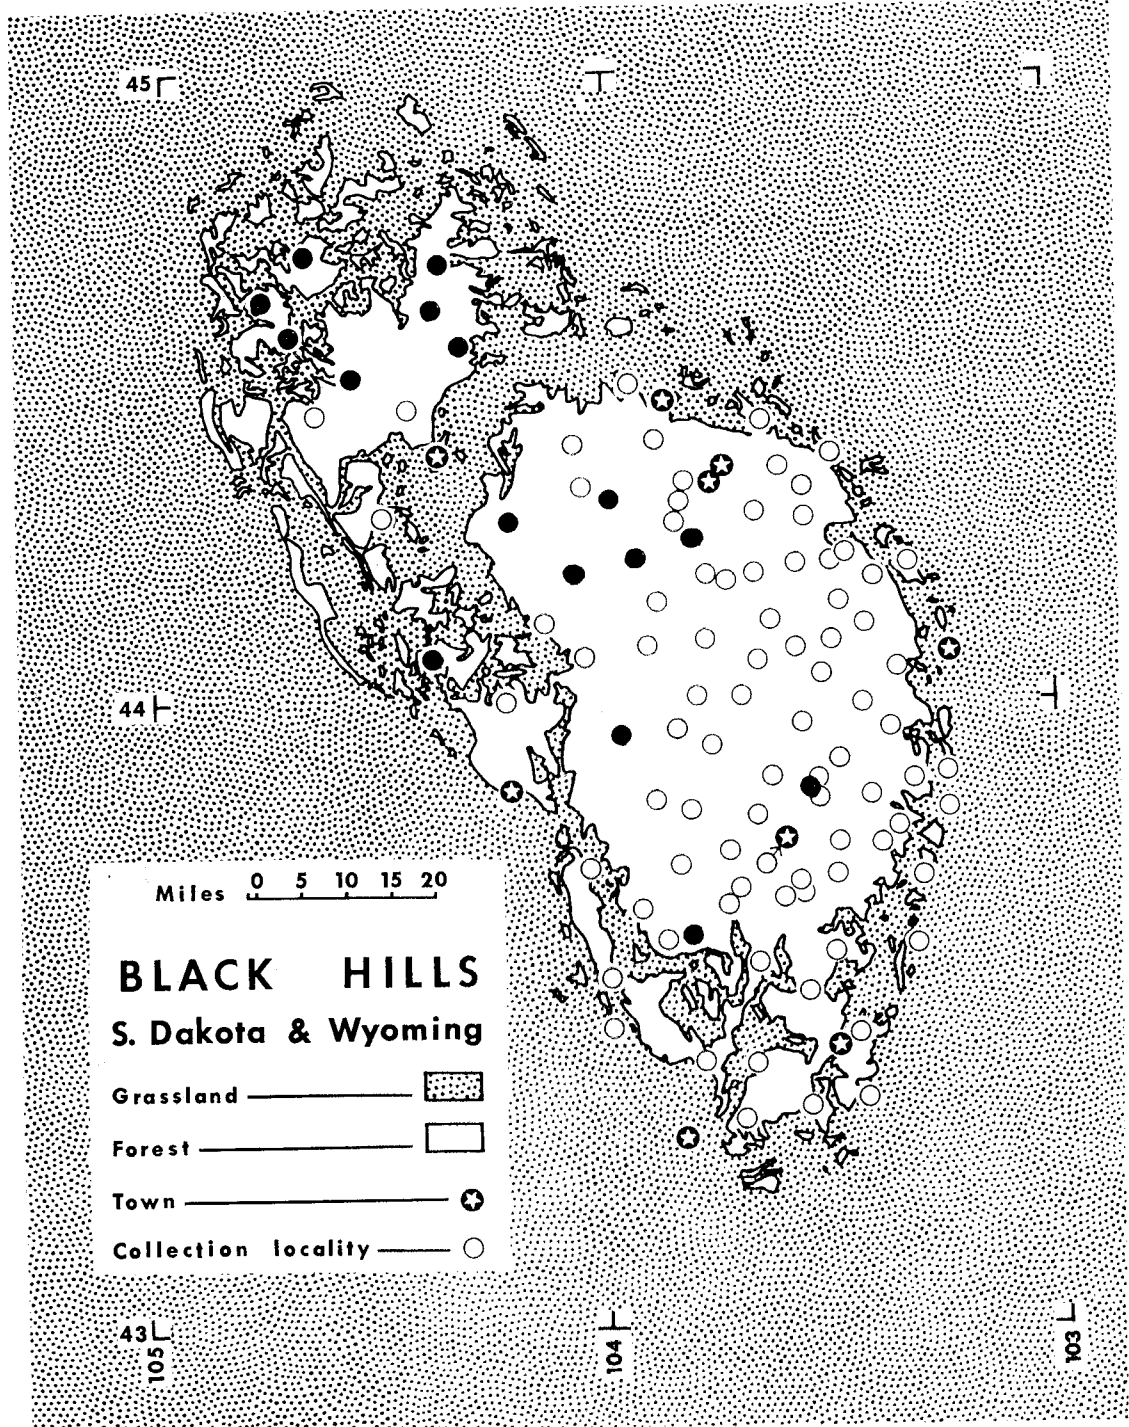 45
44
Miles 0 5 10 15 20
BLACK HILLS
S. Dakota & Wyoming
Grassland
Forest
Town
Collection locality
43
105
104
103